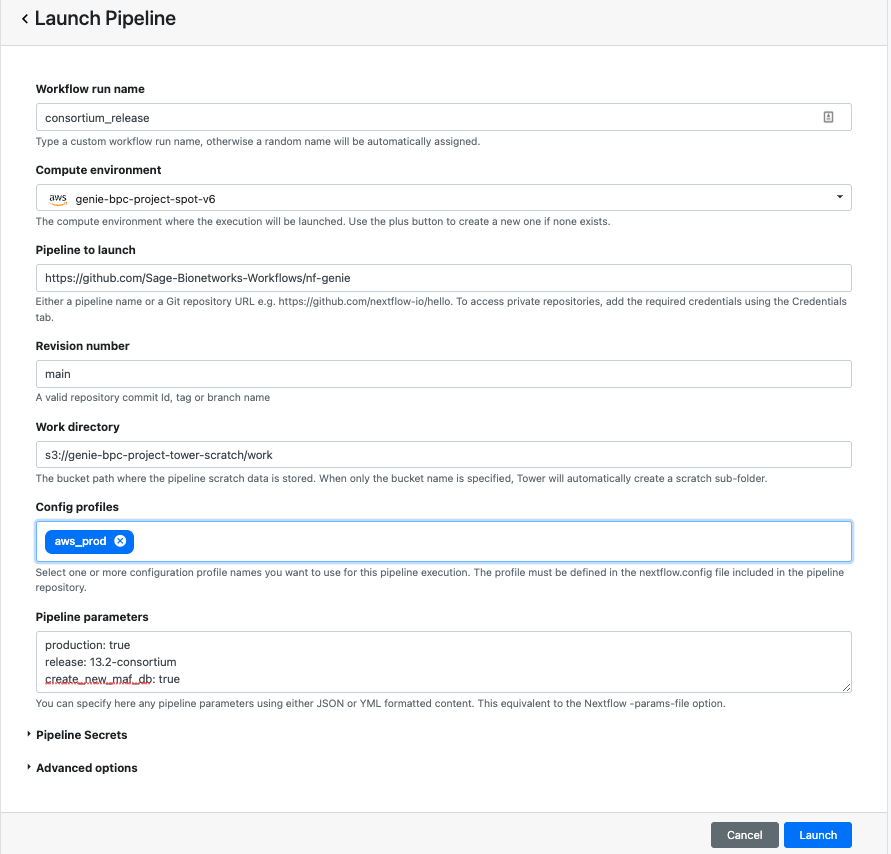 Launch Pipeline
Workflow run name
consortium_release
Type a custom workflow run name, otherwise a random name will be automatically assigned.
Compute environment
aws genie-bpc-project-spot-v6
The compute environment where the execution will be launched. Use the plus button to create a new one if none exists.
Pipeline to launch
https://github.com/Sage-Bionetworks-Workflows/nf-genie
Either a pipeline name or a Git repository URL e.g. https://github.com/nextflow-io/hello. To access private repositories, add the required credentials using the Credentials
tab.
Revision number
main
A valid repository commit Id, tag or branch name
Work directory
s3://genie-bpc-project-tower-scratch/work
The bucket path where the pipeline scratch data is stored. When only the bucket name is specified, Tower will automatically create a scratch sub-folder.
Config profiles
aws_prod
Select one or more configuration profile names you want to use for this pipeline execution. The profile must be defined in the nextflow.config file included in the pipeline
repository.
Pipeline parameters
production: true
release: 13.2-consortium
create_new_maf_db: true
You can specify here any pipeline parameters using either JSON or YML formatted content. This equivalent to the Nextflow -params-file option.
Pipeline Secrets
Advanced options
Cancel Launch